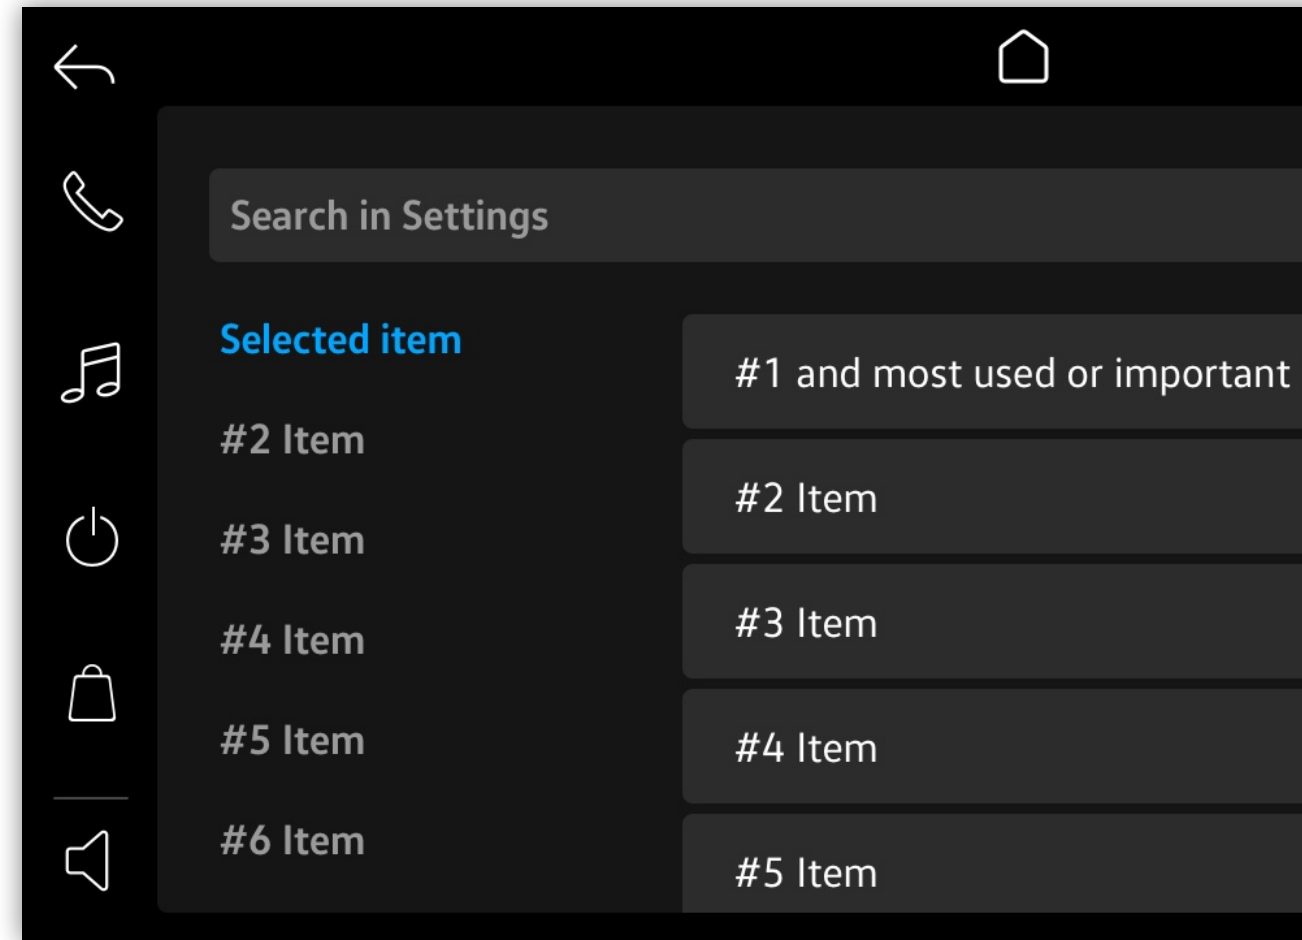 Search in Settings
Selected item
#2 Item
#3 Item
#4 Item
#5 Item
#6 Item
#1 and most used or important
#2 Item
#3 Item
#4 Item
#5 Item